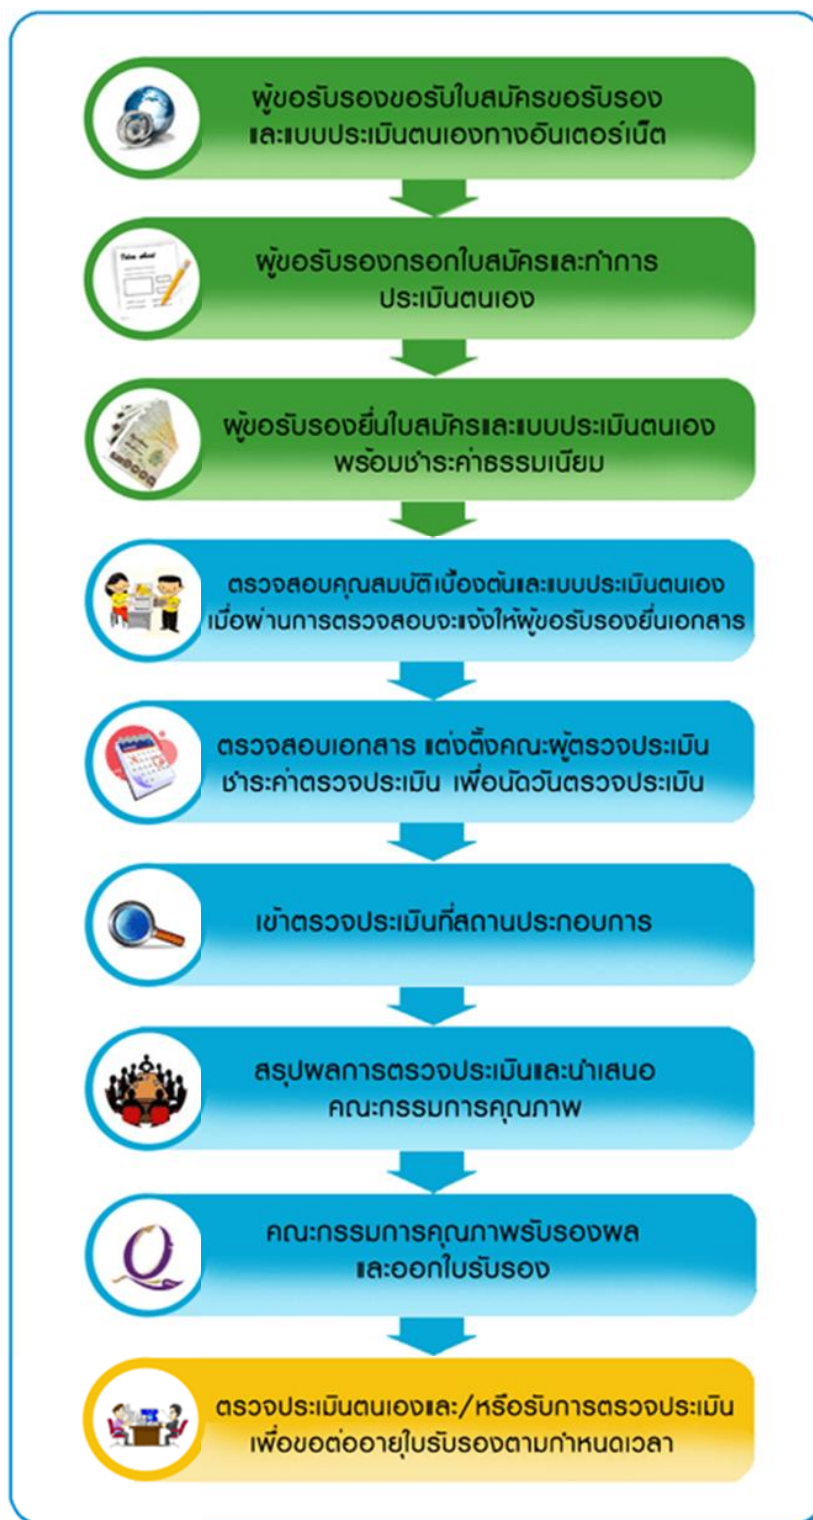 ผู้ขอรับรองขอรับใบสมัครขอรับรอง
และแบบประเมินตนเองทางอินเตอร์เน็ต
ผู้ขอรับรองกรอกใบสมัครและทำการ
ประเมินตนเอง
ผู้ขอรับรองยื่นใบสมัครและแบบประเมินตนเอง
พร้อมชำระค่าธรรมเนียม
ตรวจสอบคุณสมบัติเบื้องต้นและแบบประเมินตนเอง
เมื่อผ่านการตรวจสอบจะแจ้งให้ผู้ขอรับรองยื่นเอกสาร
ตรวจสอบเอกสาร แต่งตั้งคณะผู้ตรวจประเมิน
ชำระค่าตรวจประเมิน เพื่อนัดวันตรวจประเมิน
เข้าตรวจประเมินที่สถานประกอบการ
สรุปผลการตรวจประเมินและนำเสนอ
คณะกรรมการคุณภาพ
Q
คณะกรรมการคุณภาพรับรองผล
และออกใบรับรอง
ตรวจประเมินตนเองและ/หรือรับการตรวจประเมิน
เพื่อขอต่ออายุใบรับรองตามกำหนดเวลา